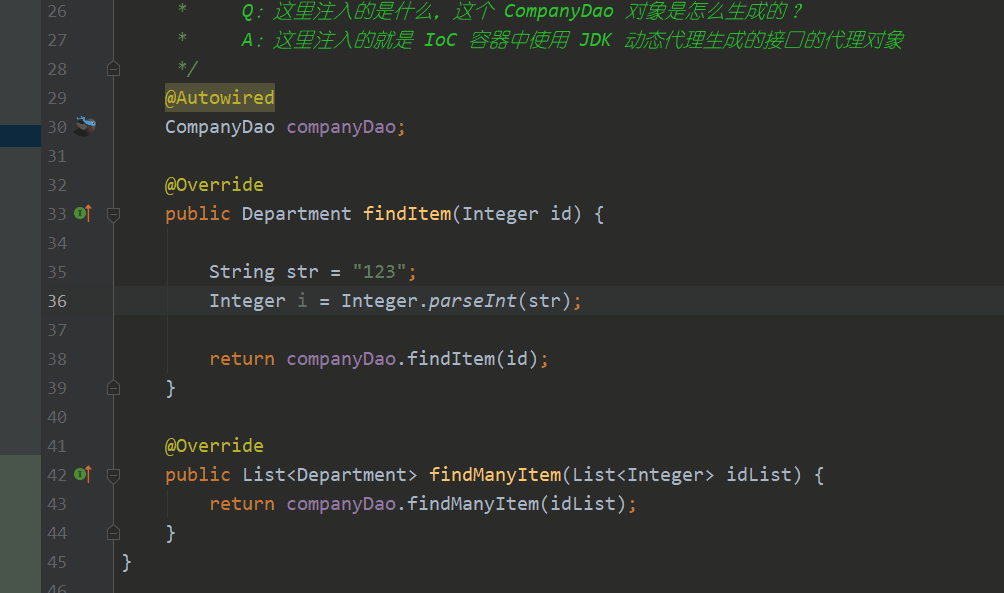 26 * Q: 这里注入的是什么, 这个 CompanyDao 对象是怎么生成的?
27 * A: 这里注入的就是 IoC 容器中使用 JDK 动态代理生成的接口的代理对象
28 */
29 @Autowired
30 CompanyDao companyDao;
31
32 @Override
33 public Department findItem(Integer id) {
34
35 String str = "123";
36 Integer i = Integer.parseInt(str);
37
38 return companyDao.findItem(id);
39 }
40
41 @Override
42 public List<Department> findManyItem(List<Integer> idList) {
43 return companyDao.findManyItem(idList);
44 }
45 }
46